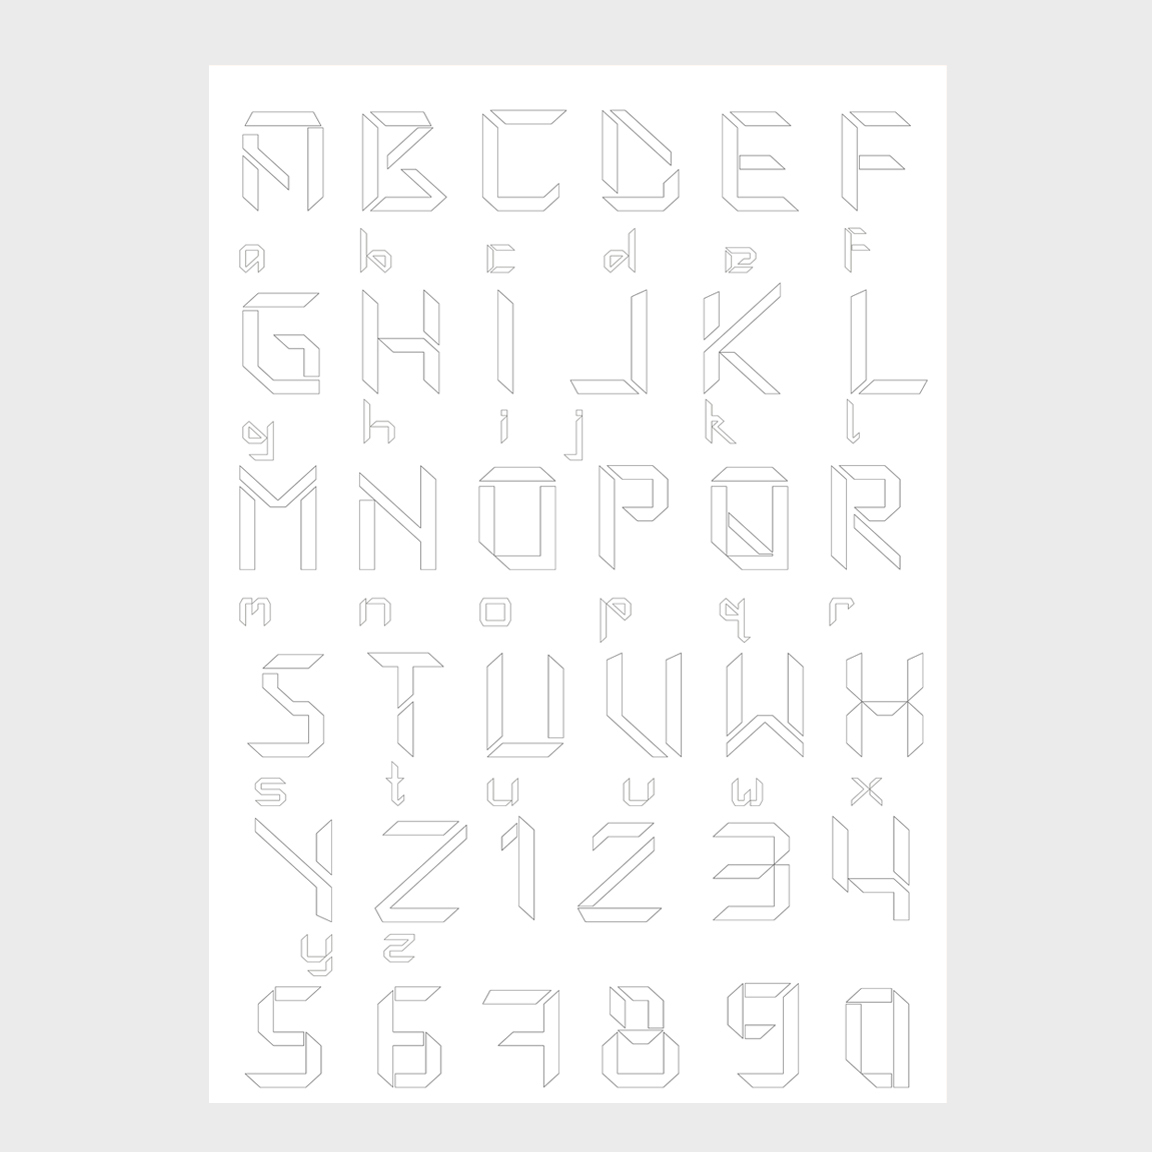 A B C D E F
a b c d e f
G H I J K L
g h i j k l
M N O P Q R
m n o p q r
S T U V W X
s t u v w x
Y Z 1 2 3 4
y z
5 6 7 8 9 0